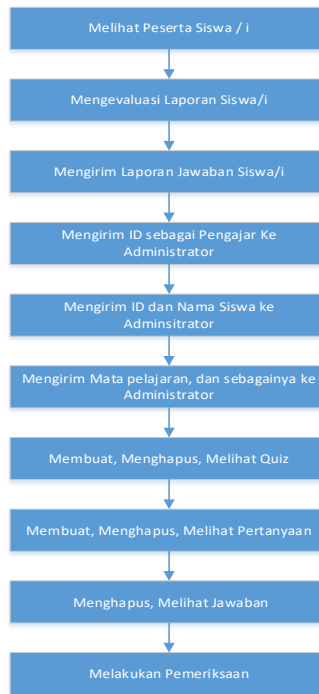 Melihat Peserta Siswa / i
Mengevaluasi Laporan Siswa/i
Mengirim Laporan Jawaban Siswa/i
Mengirim ID sebagai Pengajar Ke
Administrator
Mengirim ID dan Nama Siswa ke
Adminsitrator
Mengirim Mata pelajaran, dan sebagainya ke
Administrator
Membuat, Menghapus, Melihat Quiz
Membuat, Menghapus, Melihat Pertanyaan
Menghapus, Melihat Jawaban
Melakukan Pemeriksaan